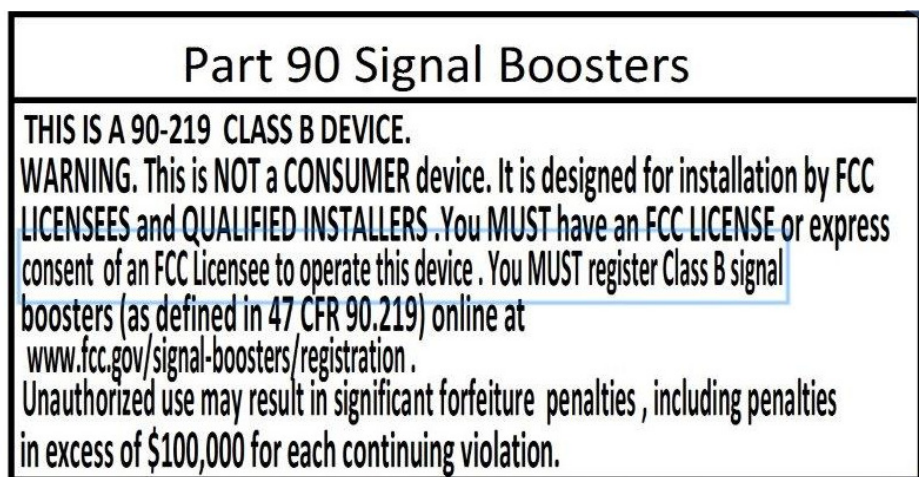 Part 90 Signal Boosters
THIS IS A 90-219 CLASS B DEVICE.
WARNING. This is NOT a CONSUMER device. It is designed for installation by FCC
LICENSEES and QUALIFIED INSTALLERS .You MUST have an FCC LICENSE or express
consent of an FCC Licensee to operate this device . You MUST register Class B signal
boosters (as defined in 47 CFR 90.219) online at
www.fcc.gov/signal-boosters/registration .
Unauthorized use may result in significant forfeiture penalties , including penalties
in excess of $100,000 for each continuing violation.